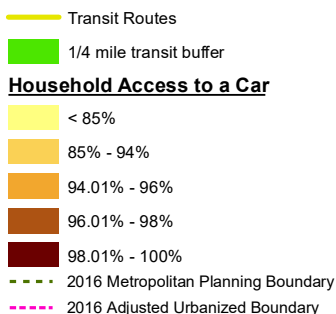 Transit Routes
1/4 mile transit buffer
Household Access to a Car
< 85%
85% - 94%
94.01% - 96%
96.01% - 98%
98.01% - 100%
2016 Metropolitan Planning Boundary
2016 Adjusted Urbanized Boundary